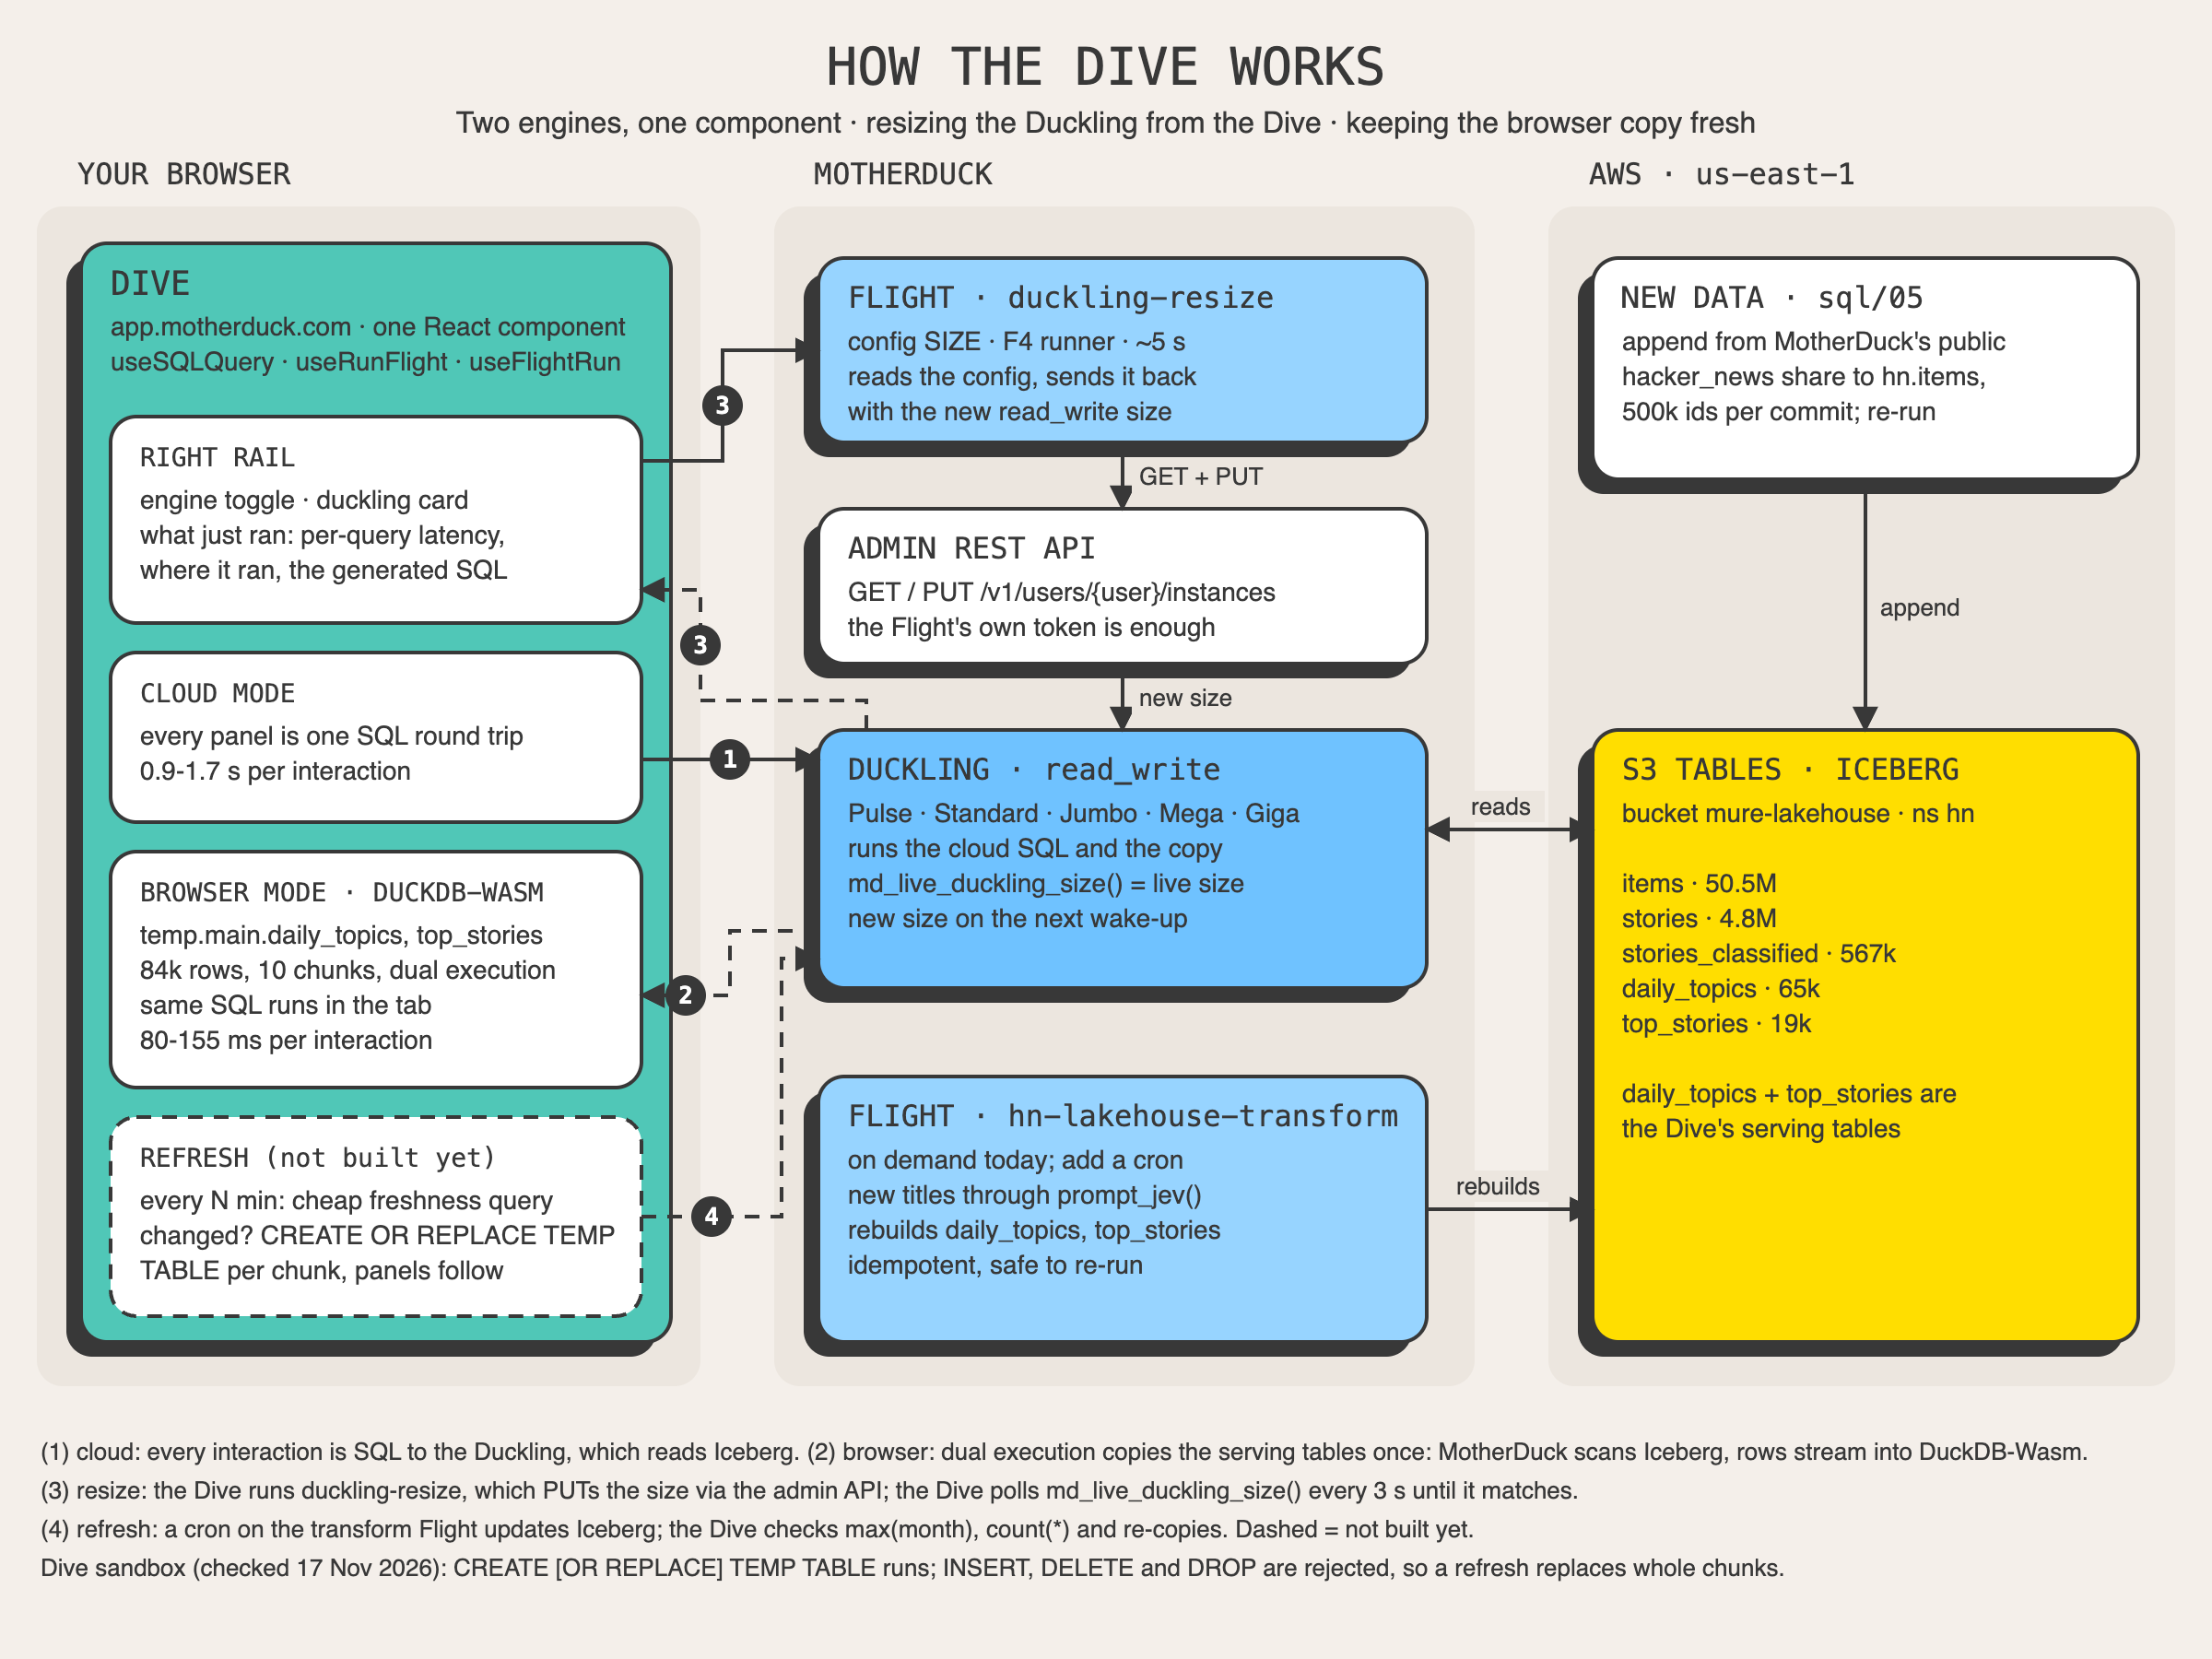 HOW THE DIVE WORKS
Two engines, one component · resizing the Duckling from the Dive · keeping the browser copy fresh
YOUR BROWSER
DIVE
app.motherduck.com · one React component
useSQLQuery · useRunFlight · useFlightRun
RIGHT RAIL
engine toggle · duckling card
what just ran: per-query latency,
where it ran, the generated SQL
CLOUD MODE
every panel is one SQL round trip
0.9-1.7 s per interaction
BROWSER MODE · DUCKDB-WASM
temp.main.daily_topics, top_stories
84k rows, 10 chunks, dual execution
same SQL runs in the tab
80-155 ms per interaction
REFRESH (not built yet)
every N min: cheap freshness query
changed? CREATE OR REPLACE TEMP
TABLE per chunk, panels follow
3
3
1
2
4
MOTHERDUCK
FLIGHT · duckling-resize
config SIZE · F4 runner · ~5 s
reads the config, sends it back
with the new read_write size
GET + PUT
ADMIN REST API
GET / PUT /v1/users/{user}/instances
the Flight's own token is enough
new size
DUCKLING · read_write
Pulse · Standard · Jumbo · Mega · Giga
runs the cloud SQL and the copy
md_live_duckling_size() = live size
new size on the next wake-up
FLIGHT · hn-lakehouse-transform
on demand today; add a cron
new titles through prompt_jev()
rebuilds daily_topics, top_stories
idempotent, safe to re-run
reads
rebuilds
AWS · us-east-1
NEW DATA · sql/05
append from MotherDuck's public
hacker_news share to hn.items,
500k ids per commit; re-run
append
S3 TABLES · ICEBERG
bucket mure-lakehouse · ns hn
items · 50.5M
stories · 4.8M
stories_classified · 567k
daily_topics · 65k
top_stories · 19k
daily_topics + top_stories are
the Dive's serving tables
(1) cloud: every interaction is SQL to the Duckling, which reads Iceberg. (2) browser: dual execution copies the serving tables once: MotherDuck scans Iceberg, rows stream into DuckDB-Wasm.
(3) resize: the Dive runs duckling-resize, which PUTs the size via the admin API; the Dive polls md_live_duckling_size() every 3 s until it matches.
(4) refresh: a cron on the transform Flight updates Iceberg; the Dive checks max(month), count(*) and re-copies. Dashed = not built yet.
Dive sandbox (checked 17 Nov 2026): CREATE [OR REPLACE] TEMP TABLE runs; INSERT, DELETE and DROP are rejected, so a refresh replaces whole chunks.